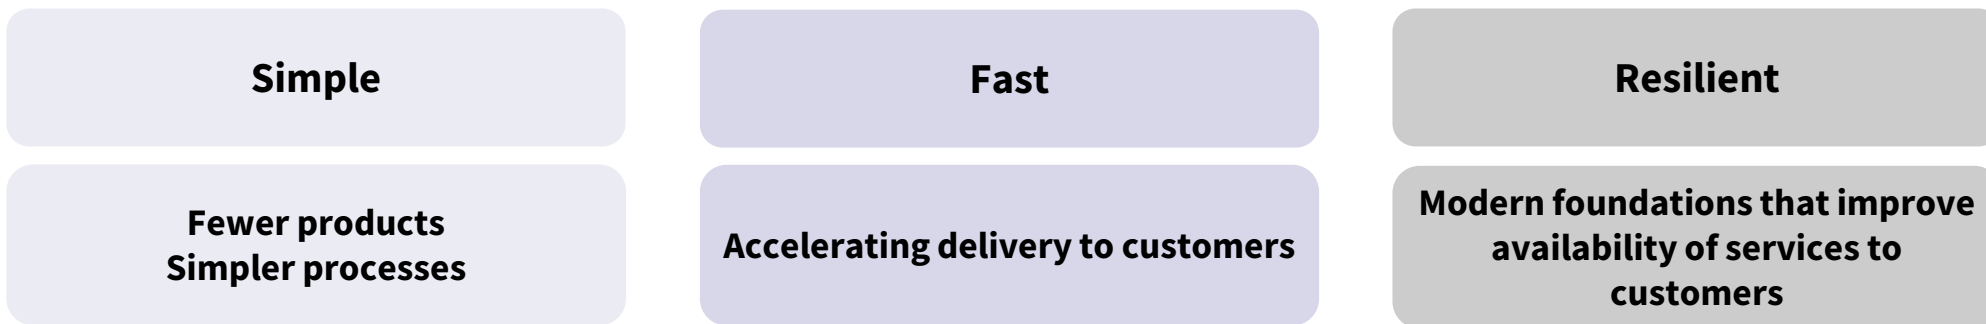 Simple
Fewer products
Simpler processes
Fast
Accelerating delivery to customers
Resilient
Modern foundations that improve
availability of services to
customers